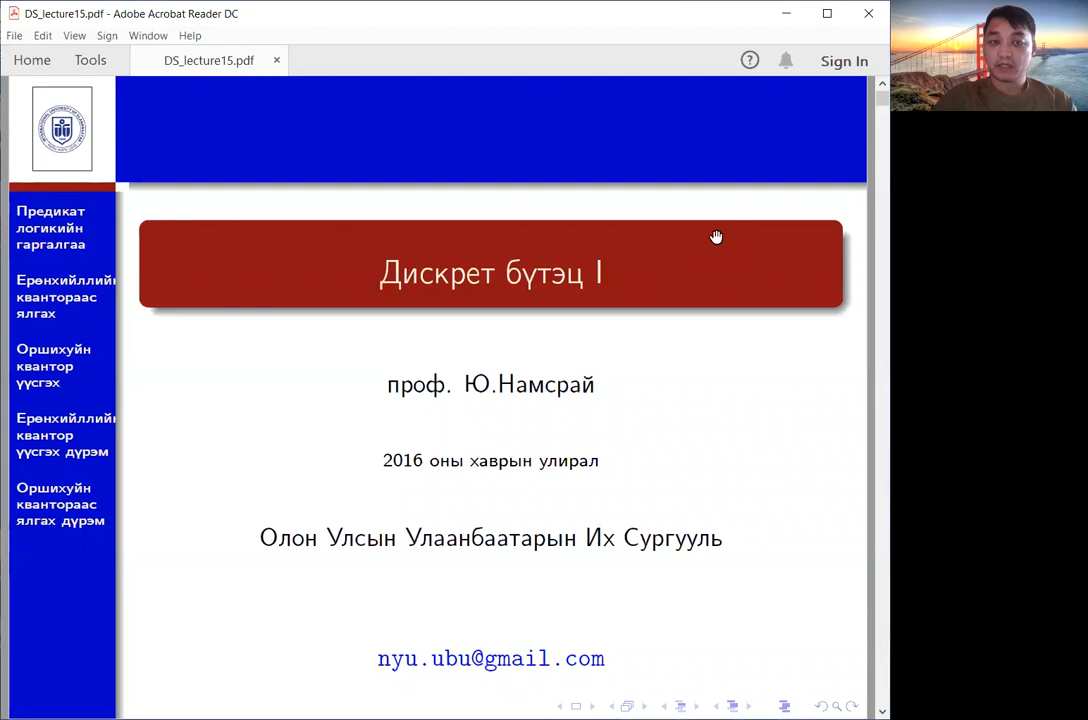 DS_lecture15.pdf - Adobe Acrobat Reader DC
File Edit View Sign Window Help
Home Tools DS_lecture15.pdf × ? Sign In
Предикат
логикийн
гаргалгаа
Ерөнхийллийн
квантораас
ялгах
Оршихуйн
квантор
үүсгэх
Ерөнхийллийн
квантор
үүсгэх дүрэм
Оршихуйн
квантораас
ялгах дүрэм
Дискрет бүтэц I
проф. Ю.Намсрай
2016 оны хаврын улирал
Олон Улсын Улаанбаатарын Их Сургууль
nyu.ubu@gmail.com